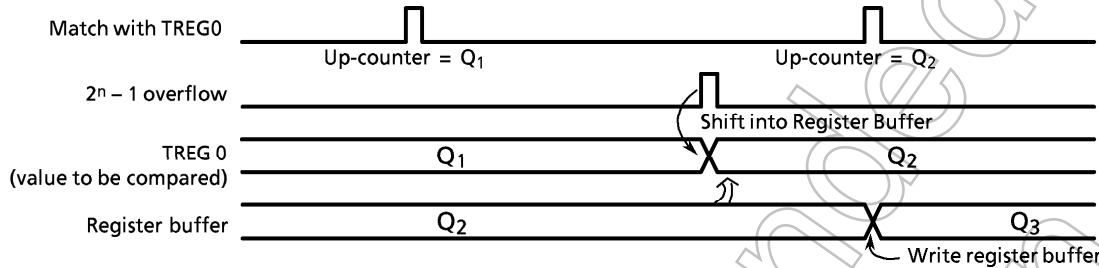 Match with TREG0
Up-counter = Q₁
Up-counter = Q₂
2ⁿ – 1 overflow
Shift into Register Buffer
TREG 0
(value to be compared)
Q₁
Q₂
Register buffer
Q₂
Q₃
Write register buffer